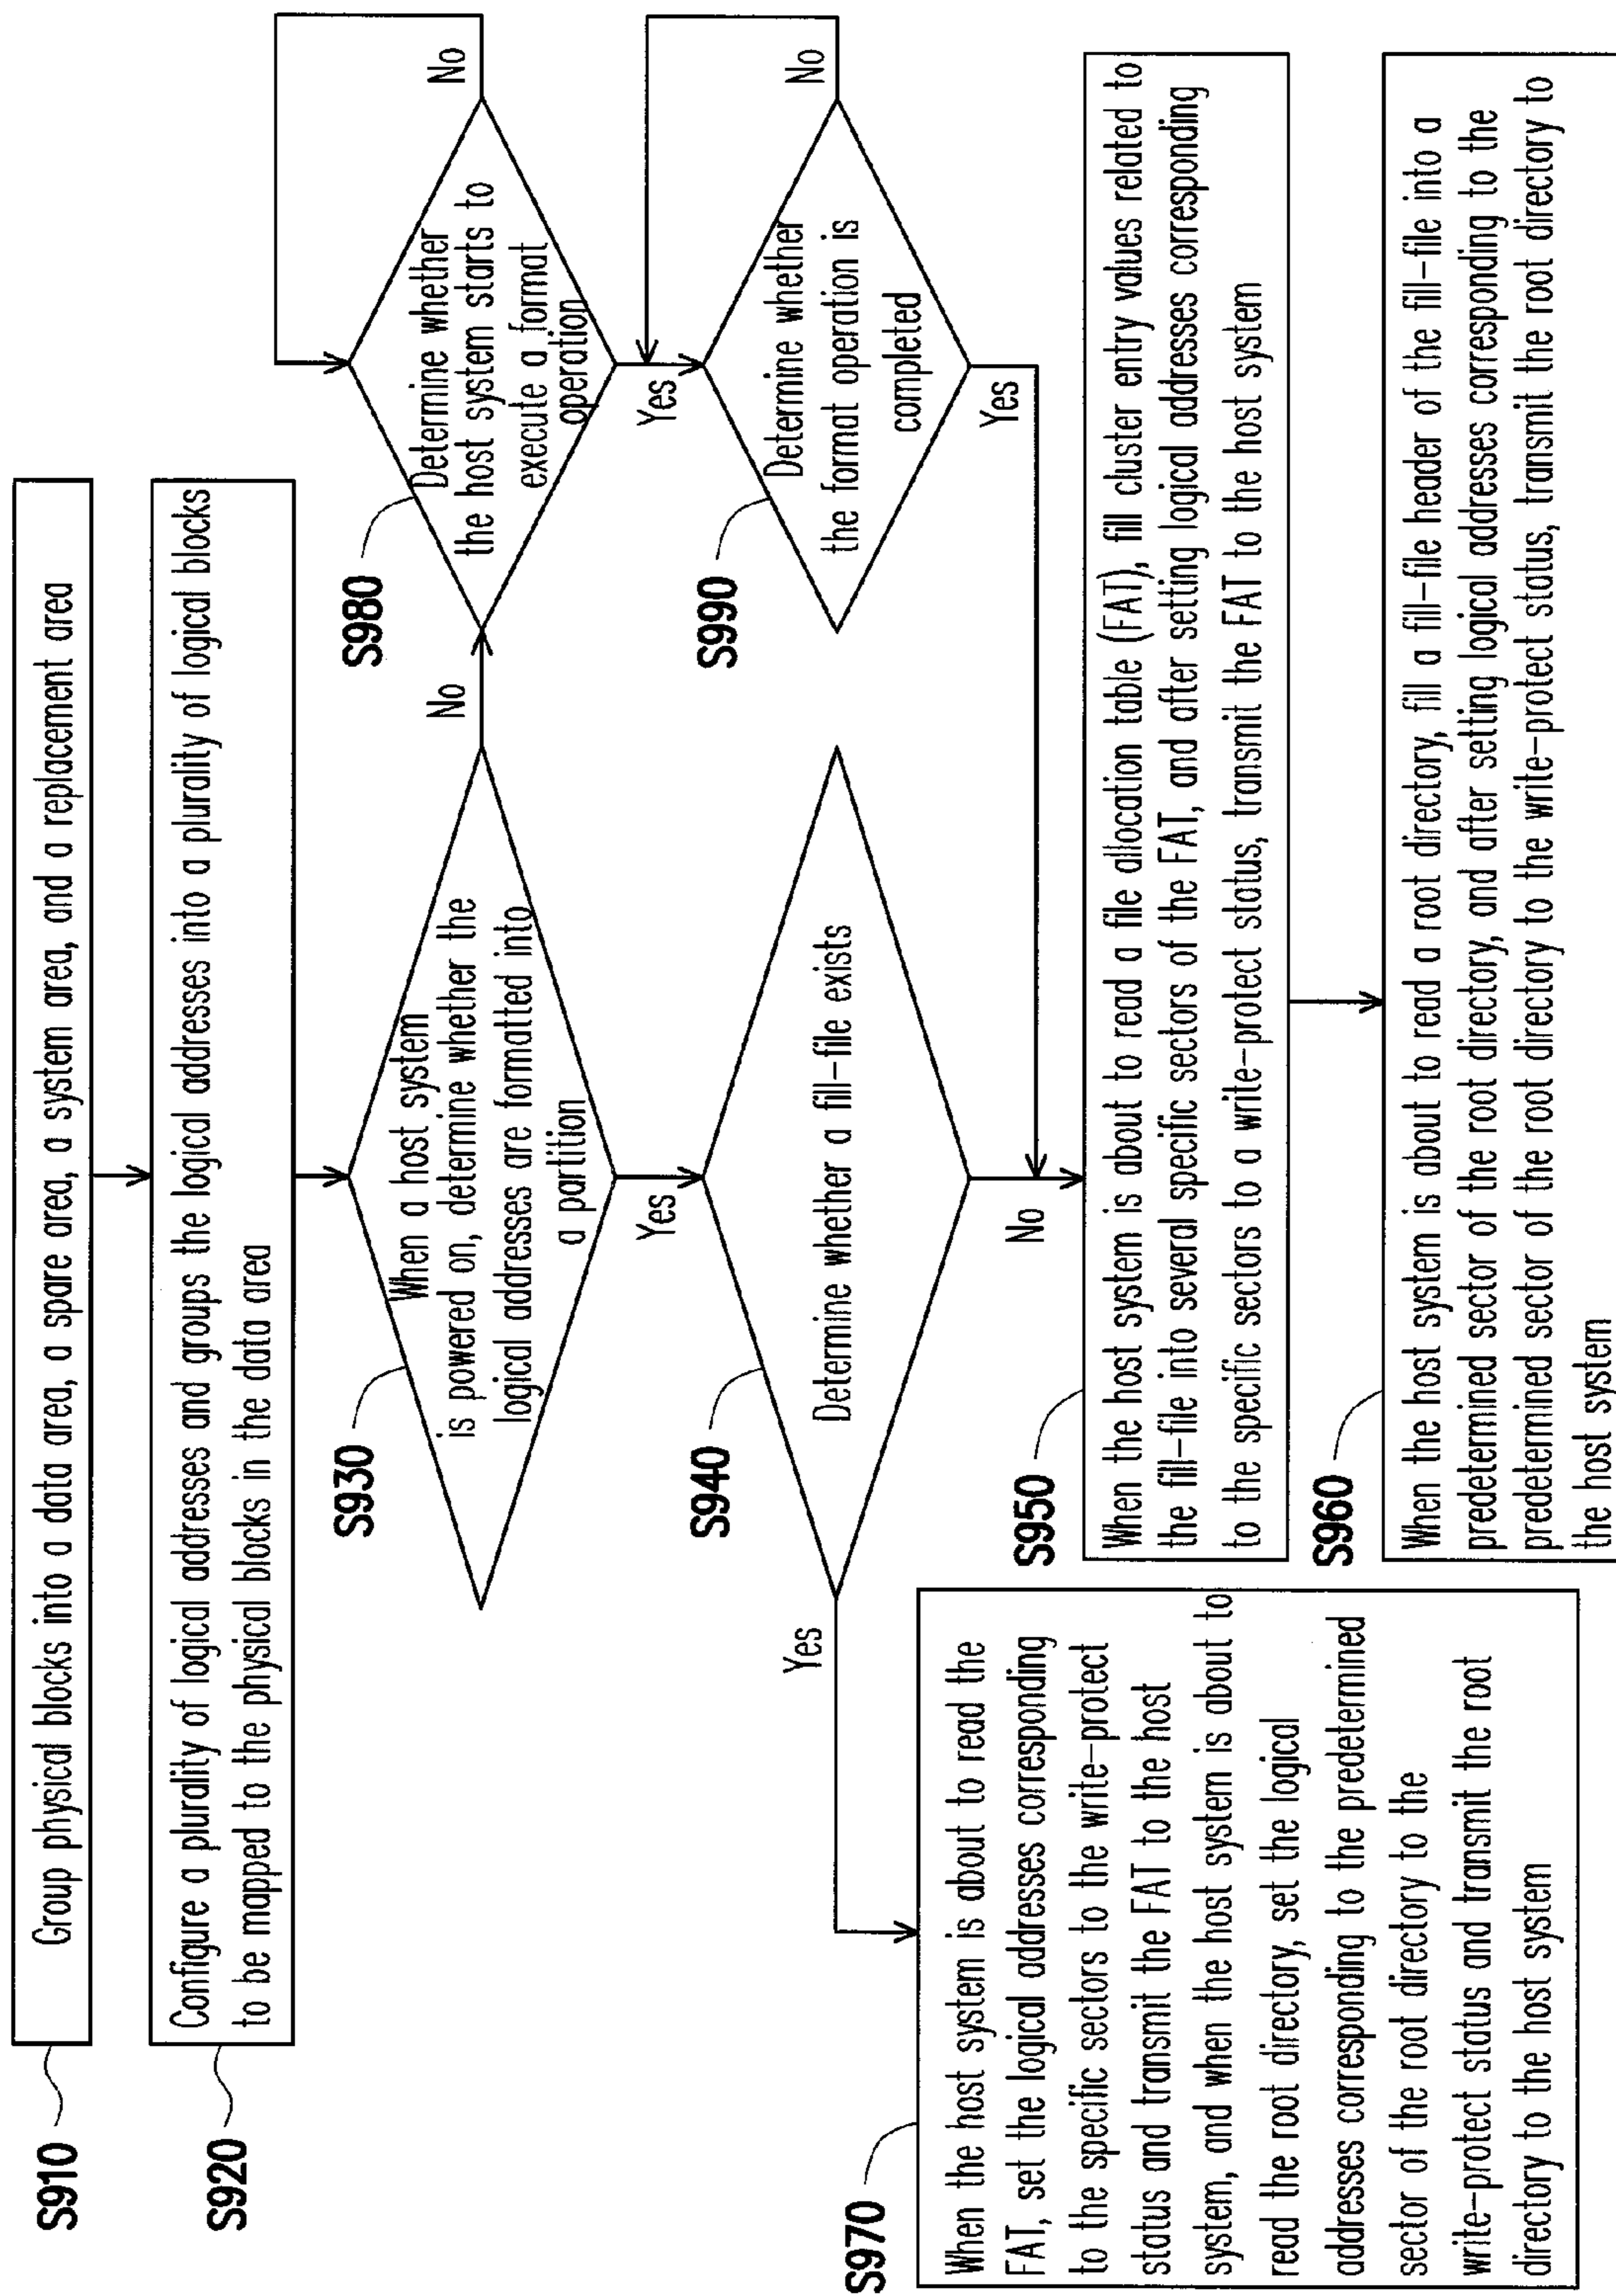 S910
Group physical blocks into a data area, a spare area, a system area, and a replacement area
S920
Configure a plurality of logical addresses and groups the logical addresses into a plurality of logical blocks
to be mapped to the physical blocks in the data area
S930
When a host system
is powered on, determine whether the
logical addresses are formatted into
a partition
No
Yes
S980
Determine whether
the host system starts to
execute a format
operation
No
Yes
S940
Determine whether a fill-file exists
Yes
No
S990
Determine whether
the format operation is
completed
No
Yes
S950
When the host system is about to read a file allocation table (FAT), fill cluster entry values related to
the fill-file into several specific sectors of the FAT, and after setting logical addresses corresponding
to the specific sectors to a write-protect status, transmit the FAT to the host system
S960
When the host system is about to read a root directory, fill a fill-file header of the fill-file into a
predetermined sector of the root directory, and after setting logical addresses corresponding to the
predetermined sector of the root directory to the write-protect status, transmit the root directory to
the host system
S970
When the host system is about to read the
FAT, set the logical addresses corresponding
to the specific sectors to the write-protect
status and transmit the FAT to the host
system, and when the host system is about to
read the root directory, set the logical
addresses corresponding to the predetermined
sector of the root directory to the
write-protect status and transmit the root
directory to the host system